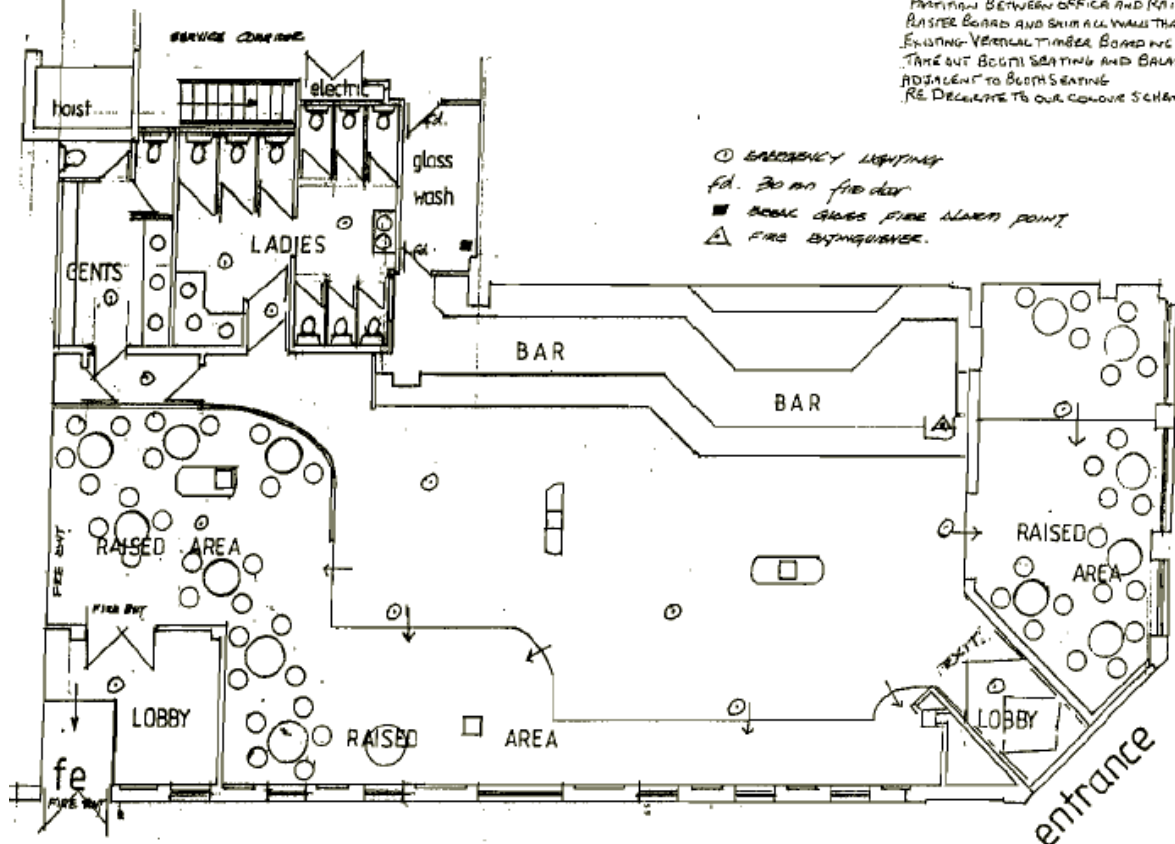 PARTITION BETWEEN OFFICE AND
PLASTER BOARD AND SKIM ALL WALLS
EXISTING VERTICAL TIMBER BOARDING
TAKE OUT BOOTH SEATING AND
ADJACENT TO BOOTH SEATING
RE DECORATE TO OUR COLOUR
SERVICE CORRIDOR
hoist
electric
fd.
glass
wash
fd.
EMERGENCY LIGHTING
fd. 30 min fire door
BREAK GLASS FIRE ALARM POINT
FIRE EXTINGUISHER.
LADIES
GENTS
BAR
BAR
RAISED AREA
FIRE EXIT
FIRE EXIT
RAISED
AREA
EXIT
LOBBY
LOBBY
RAISED AREA
fe
FIRE EXIT
entrance